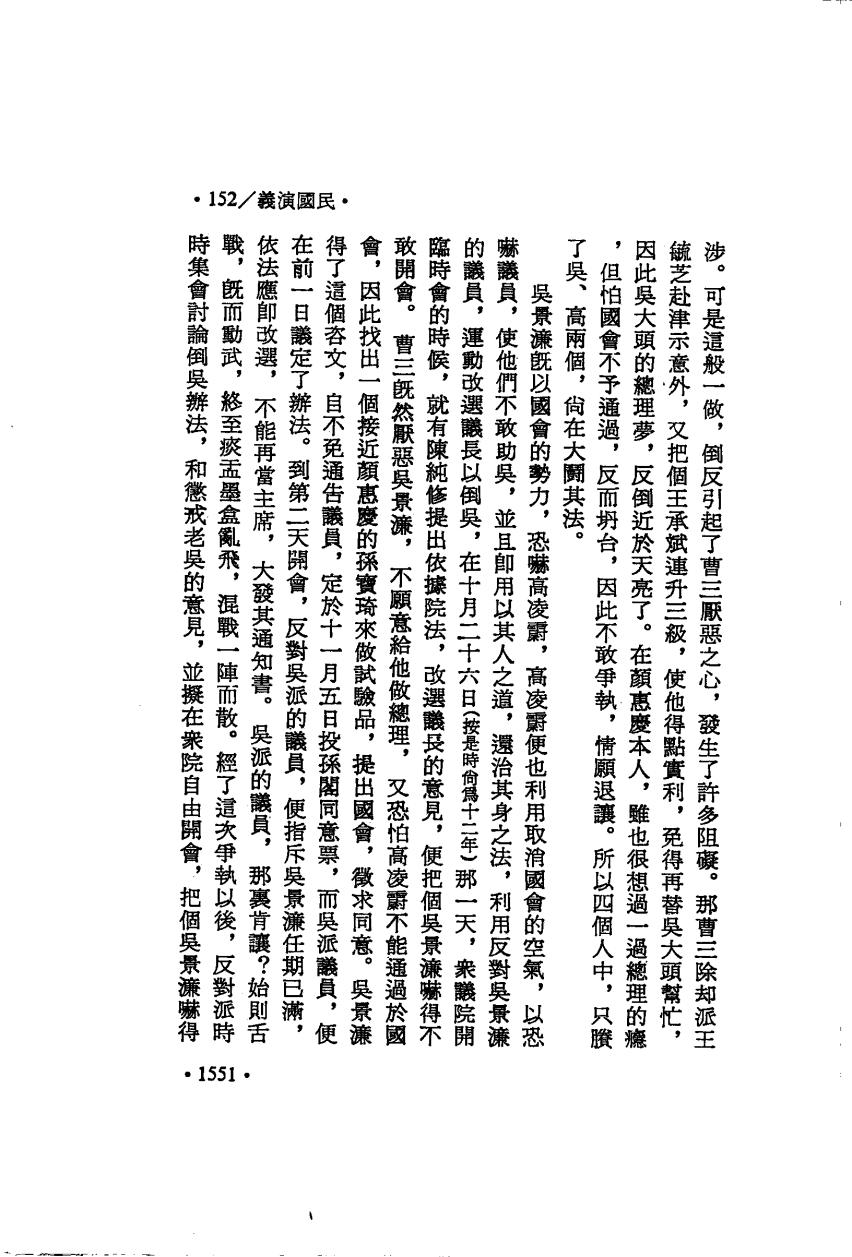 ·152／義演國民·
涉。可是這般一做，倒反引起了曹三厭惡之心，發生了許多阻礙。那曹三除却派王
毓芝赴津示意外，又把個王承斌連升三級，使他得點實利，免得再替吳大頭幫忙，
因此吳大頭的總理夢，反倒近於天亮了。在顏惠慶本人，雖也很想過一過總理的癮
，但怕國會不予通過，反而坍台，因此不敢爭執，情願退讓。所以四個人中，只賸
了吳、高兩個，尙在大鬭其法。
吳景濂旣以國會的勢力，恐嚇高凌霨，高凌霨便也利用取消國會的空氣，以恐
嚇議員，使他們不敢助吳，並且卽用以其人之道，還治其身之法，利用反對吳景濂
的議員，運動改選議長以倒吳，在十月二十六日（按是時尙爲十二年）那一天，衆議院開
臨時會的時候，就有陳純修提出依據院法，改選議長的意見，便把個吳景濂嚇得不
敢開會。曹三旣然厭惡吳景濂，不願意給他做總理，又恐怕高凌霨不能通過於國
會，因此找出一個接近顏惠慶的孫寶琦來做試驗品，提出國會，徵求同意。吳景濂
得了這個咨文，自不免通告議員，定於十一月五日投孫閣同意票，而吳派議員，便
在前一日議定了辦法。到第二天開會，反對吳派的議員，便指斥吳景濂任期已滿，
依法應卽改選，不能再當主席，大發其通知書。吳派的議員，那裏肯讓？始則舌
戰，旣而動武，終至痰盂墨盒亂飛，混戰一陣而散。經了這次爭執以後，反對派時
時集會討論倒吳辦法，和懲戒老吳的意見，並擬在衆院自由開會，把個吳景濂嚇得
·1551·